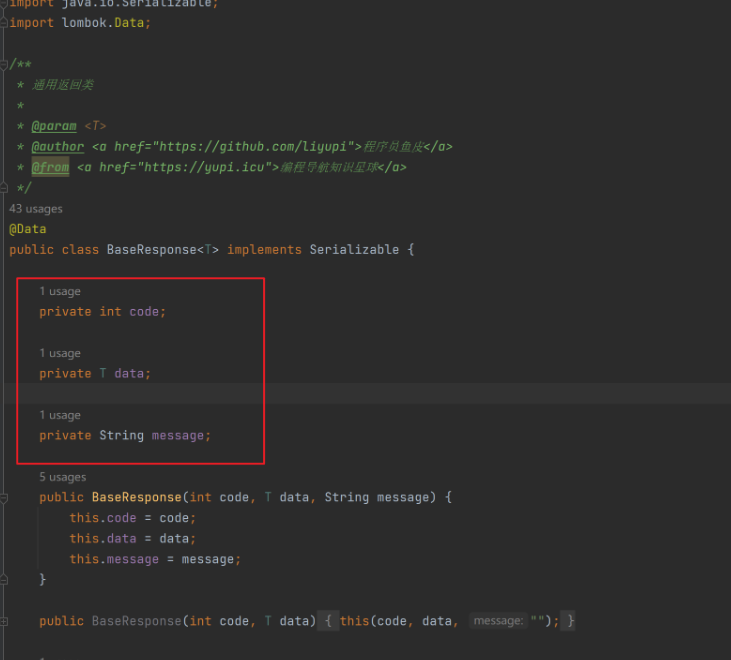 import java.io.Serializable;
import lombok.Data;
/**
* 通用返回类
*
* @param <T>
* @author <a href="https://github.com/liyupi">程序员鱼皮</a>
* @from <a href="https://yupi.icu">编程导航知识星球</a>
*/
43 usages
@Data
public class BaseResponse<T> implements Serializable {
1 usage
private int code;
1 usage
private T data;
1 usage
private String message;
5 usages
public BaseResponse(int code, T data, String message) {
this.code = code;
this.data = data;
this.message = message;
}
public BaseResponse(int code, T data) { this(code, data, message: ""); }